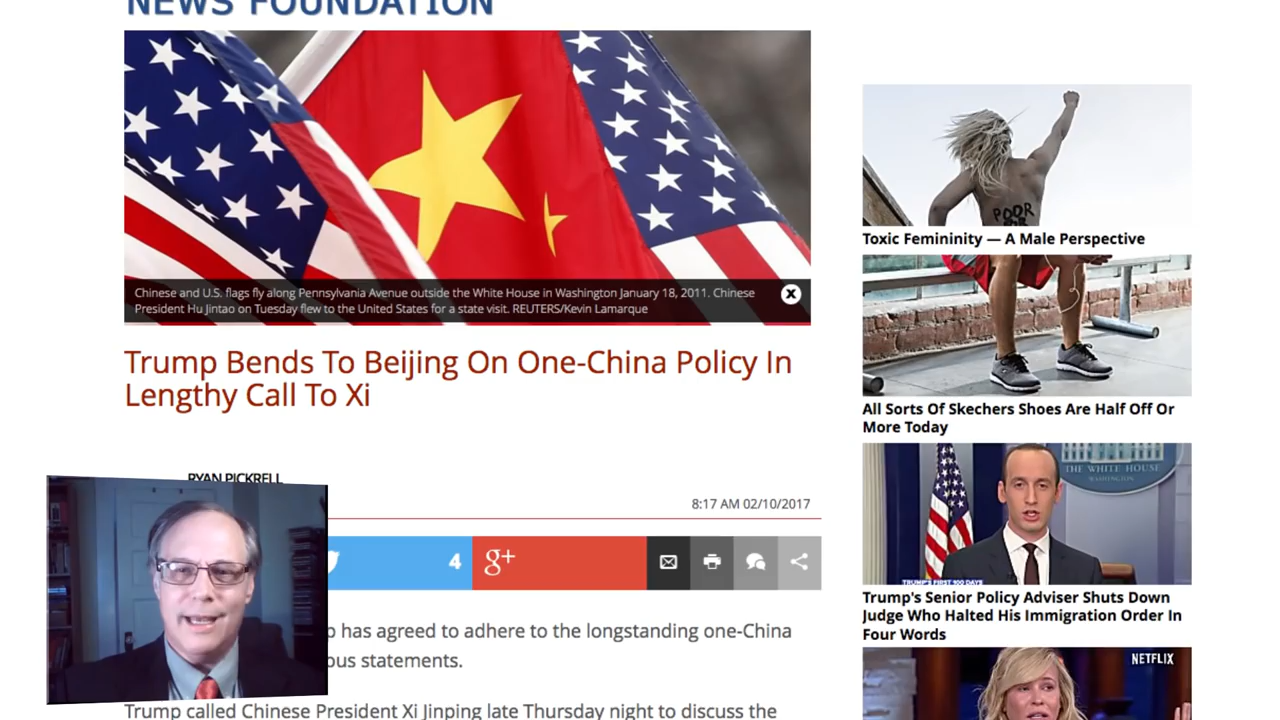 NEWS FOUNDATION
Chinese and U.S. flags fly along Pennsylvania Avenue outside the White House in Washington January 18, 2011. Chinese
President Hu Jintao on Tuesday flew to the United States for a state visit. REUTERS/Kevin Lamarque
Trump Bends To Beijing On One-China Policy In
Lengthy Call To Xi
RYAN PICKRELL
8:17 AM 02/10/2017
4
g+
has agreed to adhere to the longstanding one-China
statements.
Trump called Chinese President Xi Jinping late Thursday night to discuss the
POOR
Toxic Femininity — A Male Perspective
All Sorts Of Skechers Shoes Are Half Off Or
More Today
THE WHITE HOUSE
WASHINGTON
TRUMP'S FIRST 100 DAYS
Trump's Senior Policy Adviser Shuts Down
Judge Who Halted His Immigration Order In
Four Words
NETFLIX